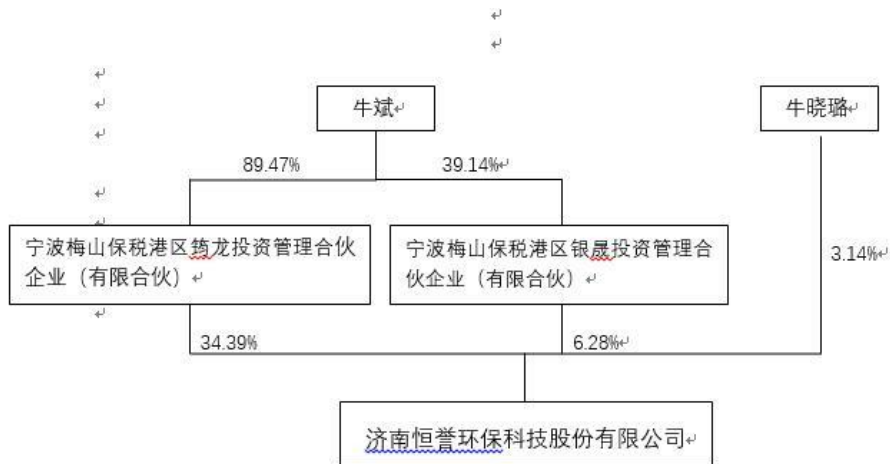 牛斌
牛晓璐
89.47%
39.14%
宁波梅山保税港区筠龙投资管理合伙
企业（有限合伙）
宁波梅山保税港区银晟投资管理合
伙企业（有限合伙）
3.14%
34.39%
6.28%
济南恒誉环保科技股份有限公司